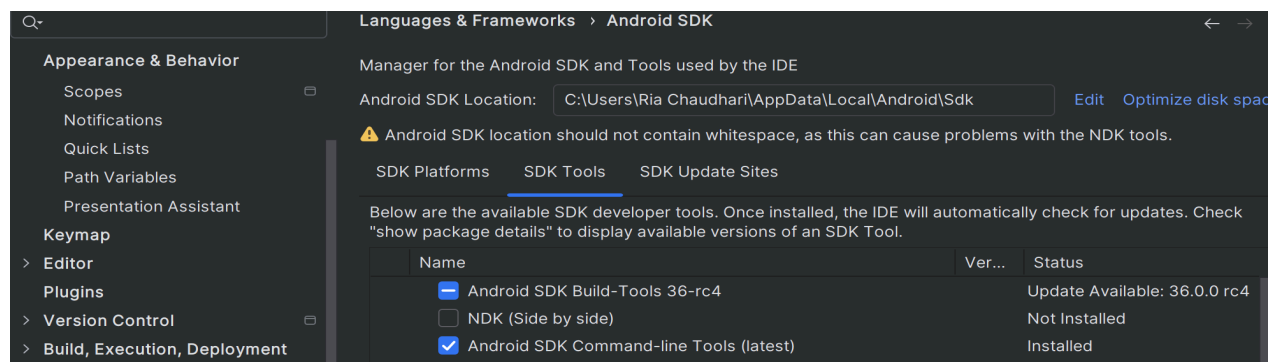 Languages & Frameworks › Android SDK
Appearance & Behavior
Scopes
Notifications
Quick Lists
Path Variables
Presentation Assistant
Keymap
Editor
Plugins
Version Control
Build, Execution, Deployment
Manager for the Android SDK and Tools used by the IDE
Android SDK Location: C:\Users\Ria Chaudhari\AppData\Local\Android\Sdk Edit Optimize disk spac
Android SDK location should not contain whitespace, as this can cause problems with the NDK tools.
SDK Platforms SDK Tools SDK Update Sites
Below are the available SDK developer tools. Once installed, the IDE will automatically check for updates. Check
"show package details" to display available versions of an SDK Tool.
Name Ver... Status
Android SDK Build-Tools 36-rc4 Update Available: 36.0.0 rc4
NDK (Side by side) Not Installed
Android SDK Command-line Tools (latest) Installed